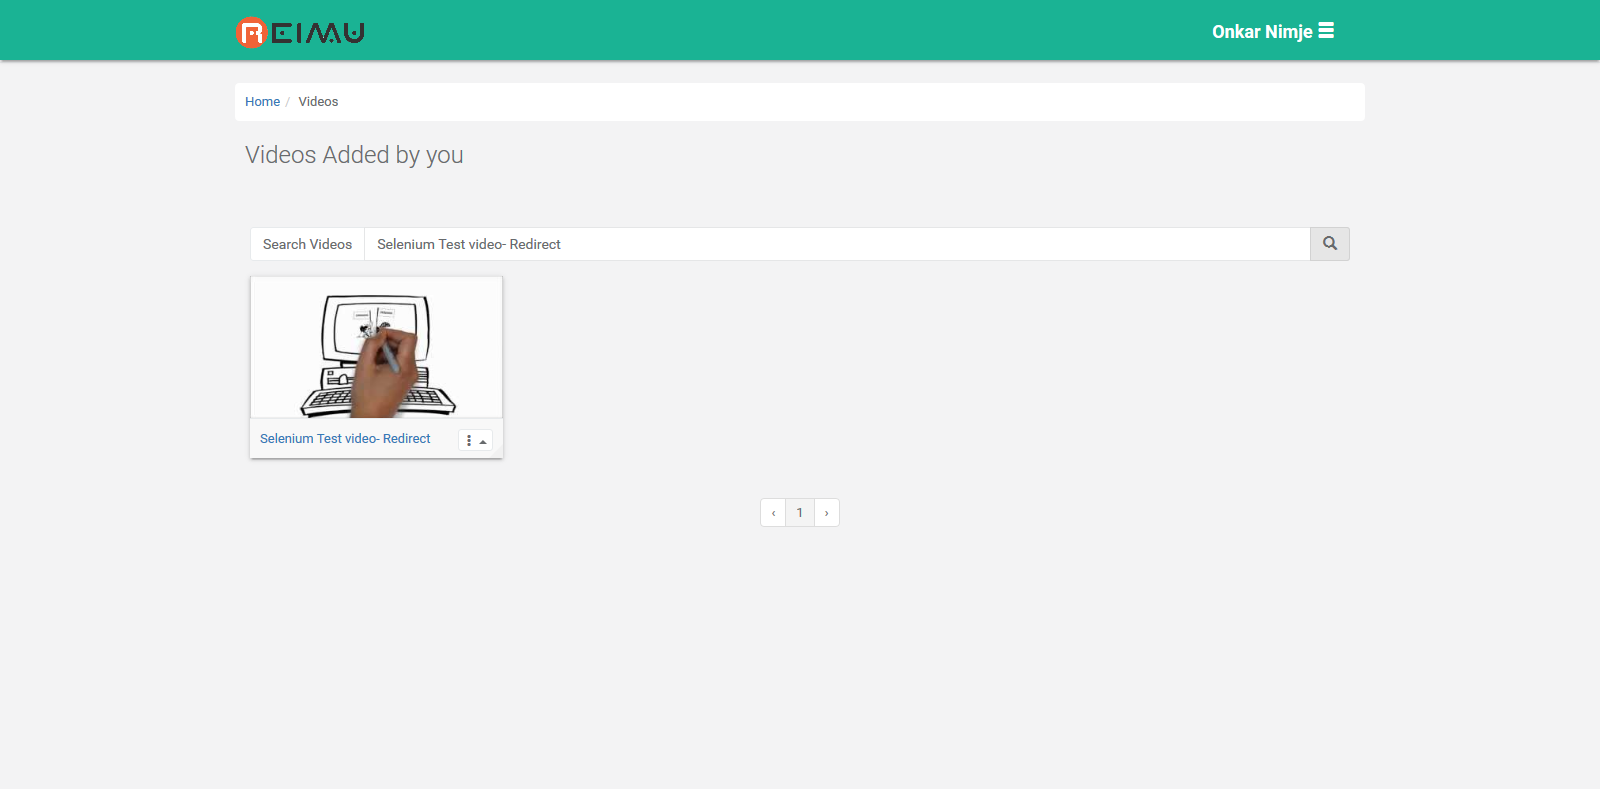 REIMU
Onkar Nimje
Home / Videos
Videos Added by you
Search Videos Selenium Test video- Redirect
Selenium Test video- Redirect
‹ 1 ›